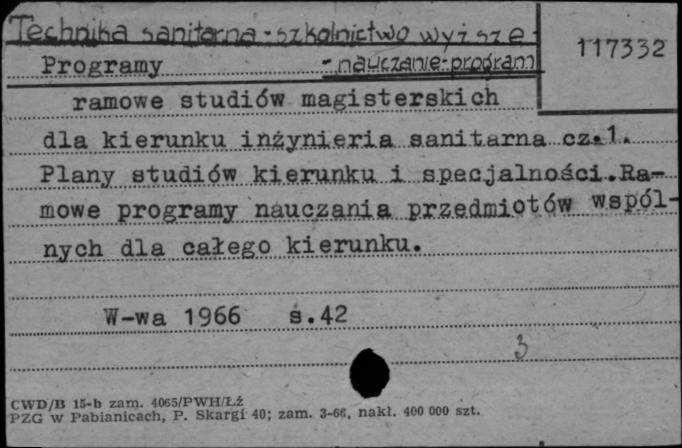 Technika sanitarna - szkolnictwo wyższe -
117332
Programy - nauczanie - program
ramowe studiów magisterskich
dla kierunku inżynieria sanitarna cz.1.
Plany studiów kierunku i specjalności.Ra-
mowe programy nauczania przedmiotów wspól-
nych dla całego kierunku.
W-wa 1966 s.42
3
CWD/B 15-b zam. 4065/PWH/Łź
PZG w Pabianicach, P. Skargi 40; zam. 3-66, nakł. 400 000 szt.